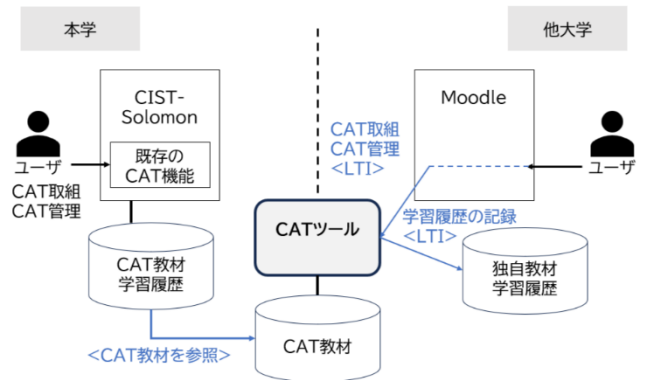 本学
他大学
CIST-
Solomon
既存の
CAT機能
ユーザ
CAT取組
CAT管理
CAT教材
学習履歴
<CAT教材を参照>
CATツール
CAT教材
CAT取組
CAT管理
<LTI>
Moodle
ユーザ
学習履歴の記録
<LTI>
独自教材
学習履歴